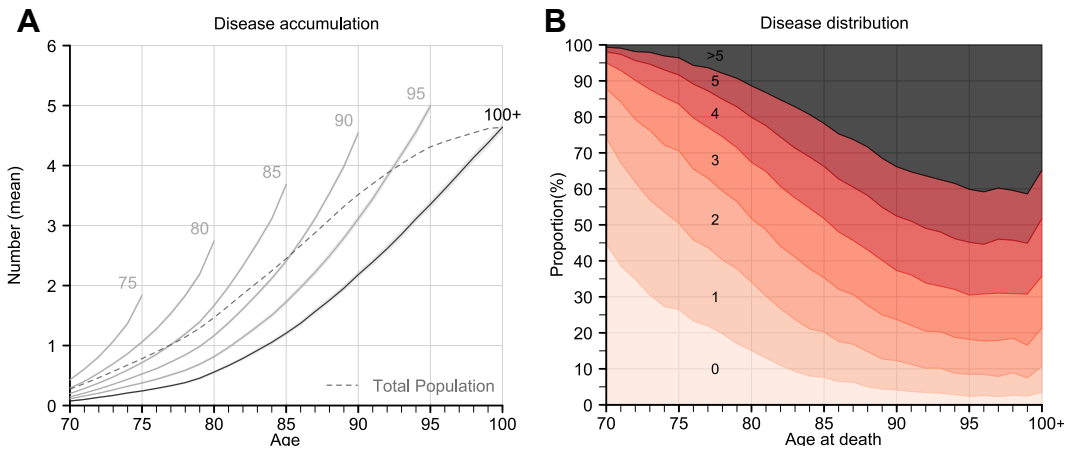 A
Disease accumulation
Number (mean)
6
5
4
3
2
1
0
75
80
85
90
95
100+
Total Population
70 75 80 85 90 95 100
Age
B
Disease distribution
Proportion(%)
100
90
80
70
60
50
40
30
20
10
0
>5
5
4
3
2
1
0
70 75 80 85 90 95 100+
Age at death